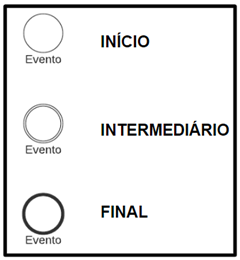 INÍCIO
Evento
INTERMEDIÁRIO
Evento
FINAL
Evento